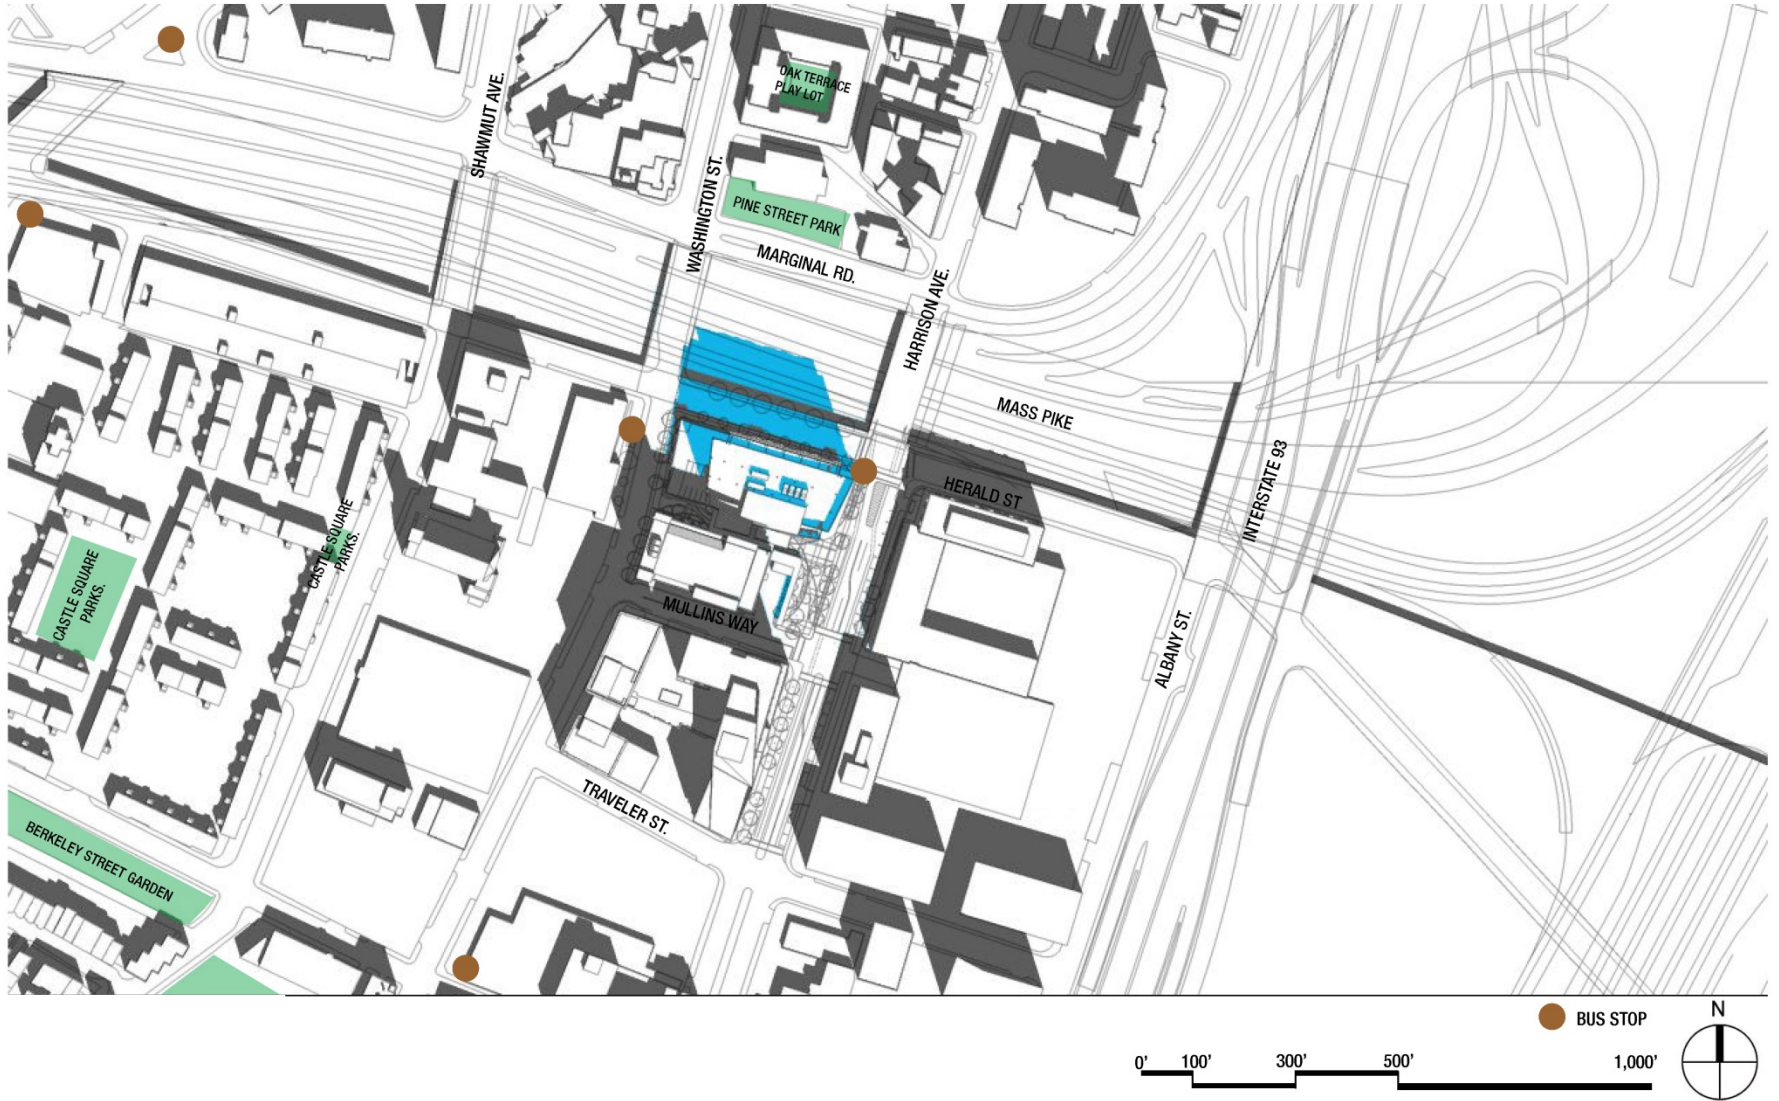 OAK TERRACE
PLAY LOT
SHAWMUT AVE.
WASHINGTON ST.
PINE STREET PARK
MARGINAL RD.
HARRISON AVE.
MASS PIKE
INTERSTATE 93
HERALD ST
CASTLE SQUARE
PARKS.
CASTLE SQUARE
PARKS.
MULLINS WAY
ALBANY ST.
TRAVELER ST.
BERKELEY STREET GARDEN
BUS STOP
N
0' 100' 300' 500' 1,000'